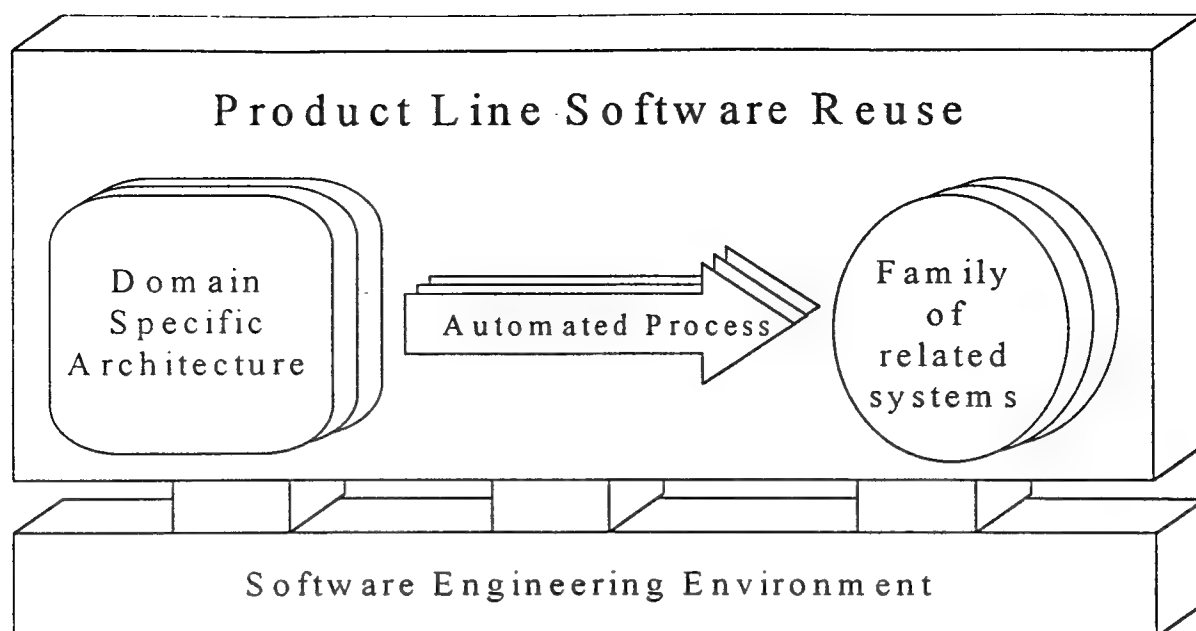 Product Line Software Reuse
Domain
Specific
Architecture
Automated Process
Family
of
related
systems
Software Engineering Environment